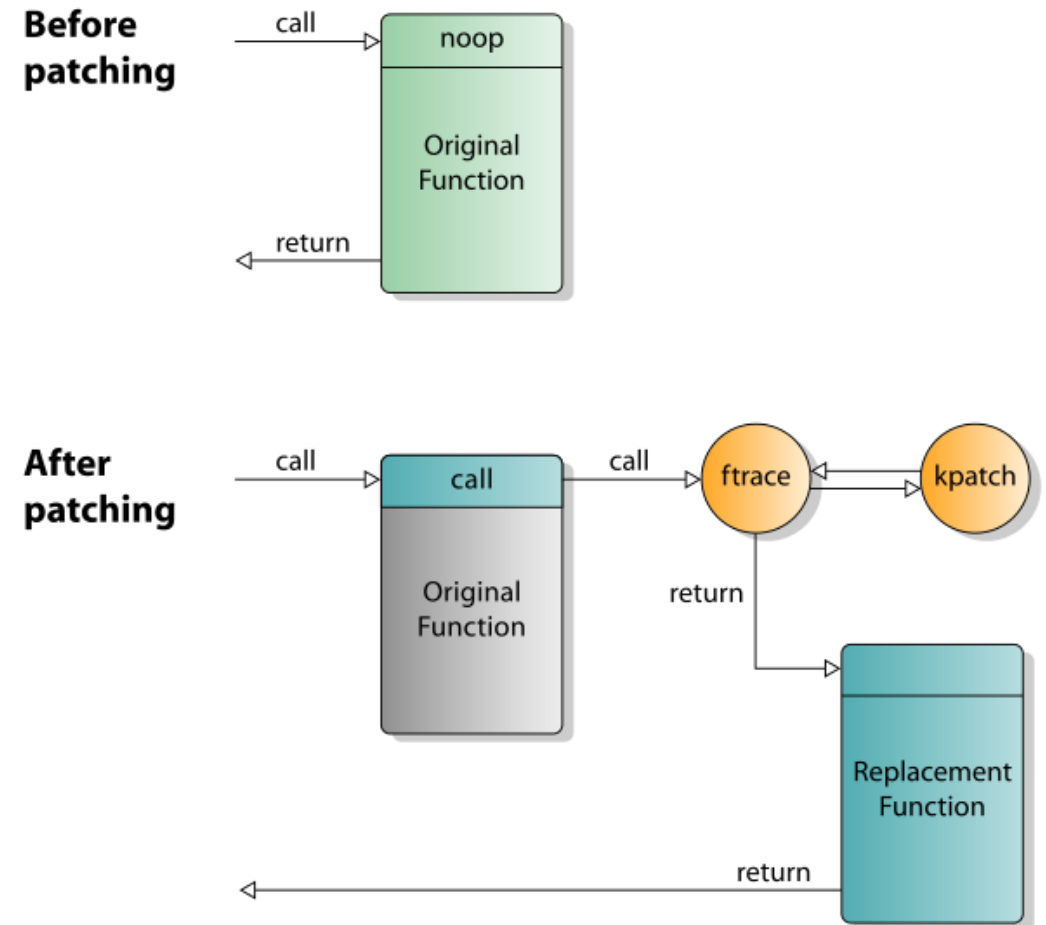 Before
patching
call
noop
Original
Function
return
After
patching
call
call
call
ftrace
kpatch
Original
Function
return
Replacement
Function
return